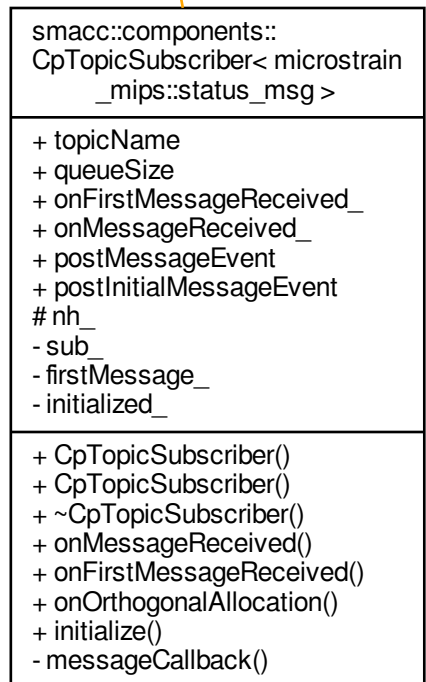 smacc::components::
CpTopicSubscriber< microstrain
_mips::status_msg >
+ topicName
+ queueSize
+ onFirstMessageReceived_
+ onMessageReceived_
+ postMessageEvent
+ postInitialMessageEvent
# nh_
- sub_
- firstMessage_
- initialized_
+ CpTopicSubscriber()
+ CpTopicSubscriber()
+ ~CpTopicSubscriber()
+ onMessageReceived()
+ onFirstMessageReceived()
+ onOrthogonalAllocation()
+ initialize()
- messageCallback()